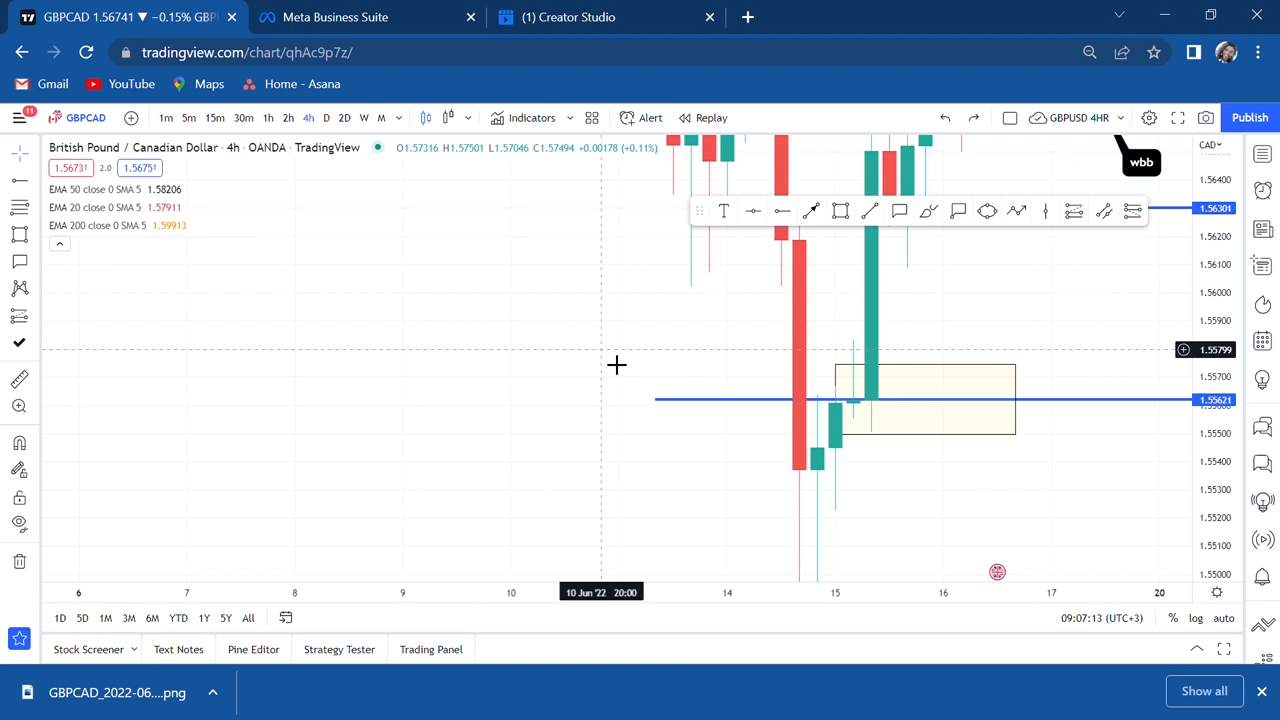 GBPCAD 1.56741 ▼ −0.15% GBP
Meta Business Suite
(1) Creator Studio
tradingview.com/chart/qhAc9p7z/
Gmail
YouTube
Maps
Home - Asana
11
GBPCAD
1m 5m 15m 30m 1h 2h 4h D 2D W M
Indicators
Alert
Replay
GBPUSD 4HR
Publish
British Pound / Canadian Dollar · 4h · OANDA · TradingView
O1.57316 H1.57501 L1.57046 C1.57494 +0.00178 (+0.11%)
CAD
wbb
1.56731 2.0 1.56751
EMA 50 close 0 SMA 5 1.58206
EMA 20 close 0 SMA 5 1.57911
EMA 200 close 0 SMA 5 1.59913
1.56400
1.56301
1.56200
1.56100
1.56000
1.55900
1.55799
1.55700
1.55621
1.55500
1.55400
1.55300
1.55200
1.55100
1.55000
6 7 8 9 10
10 Jun '22 20:00
14 15 16 17 20
1D 5D 1M 3M 6M YTD 1Y 5Y All
09:07:13 (UTC+3)
% log auto
Stock Screener
Text Notes
Pine Editor
Strategy Tester
Trading Panel
GBPCAD_2022-06....png
Show all